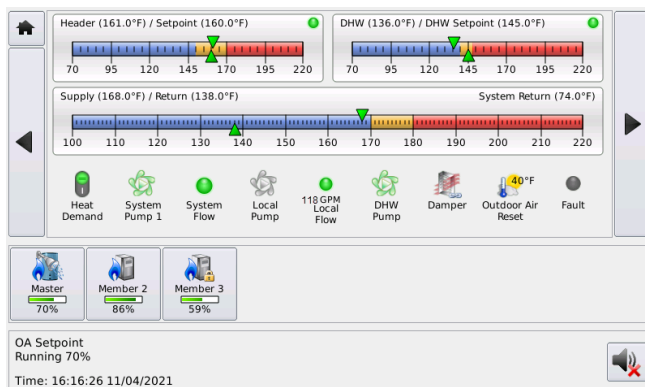 Header (161.0°F) / Setpoint (160.0°F)
70 95 120 145 170 195 220
DHW (136.0°F) / DHW Setpoint (145.0°F)
70 95 120 145 170 195 220
Supply (168.0°F) / Return (138.0°F)
System Return (74.0°F)
100 110 120 130 140 150 160 170 180 190 200 210 220
Heat
Demand
System
Pump 1
System
Flow
Local
Pump
118 GPM
Local
Flow
DHW
Pump
Damper
40°F
Outdoor Air
Reset
Fault
Master
70%
Member 2
86%
Member 3
59%
OA Setpoint
Running 70%
Time: 16:16:26 11/04/2021